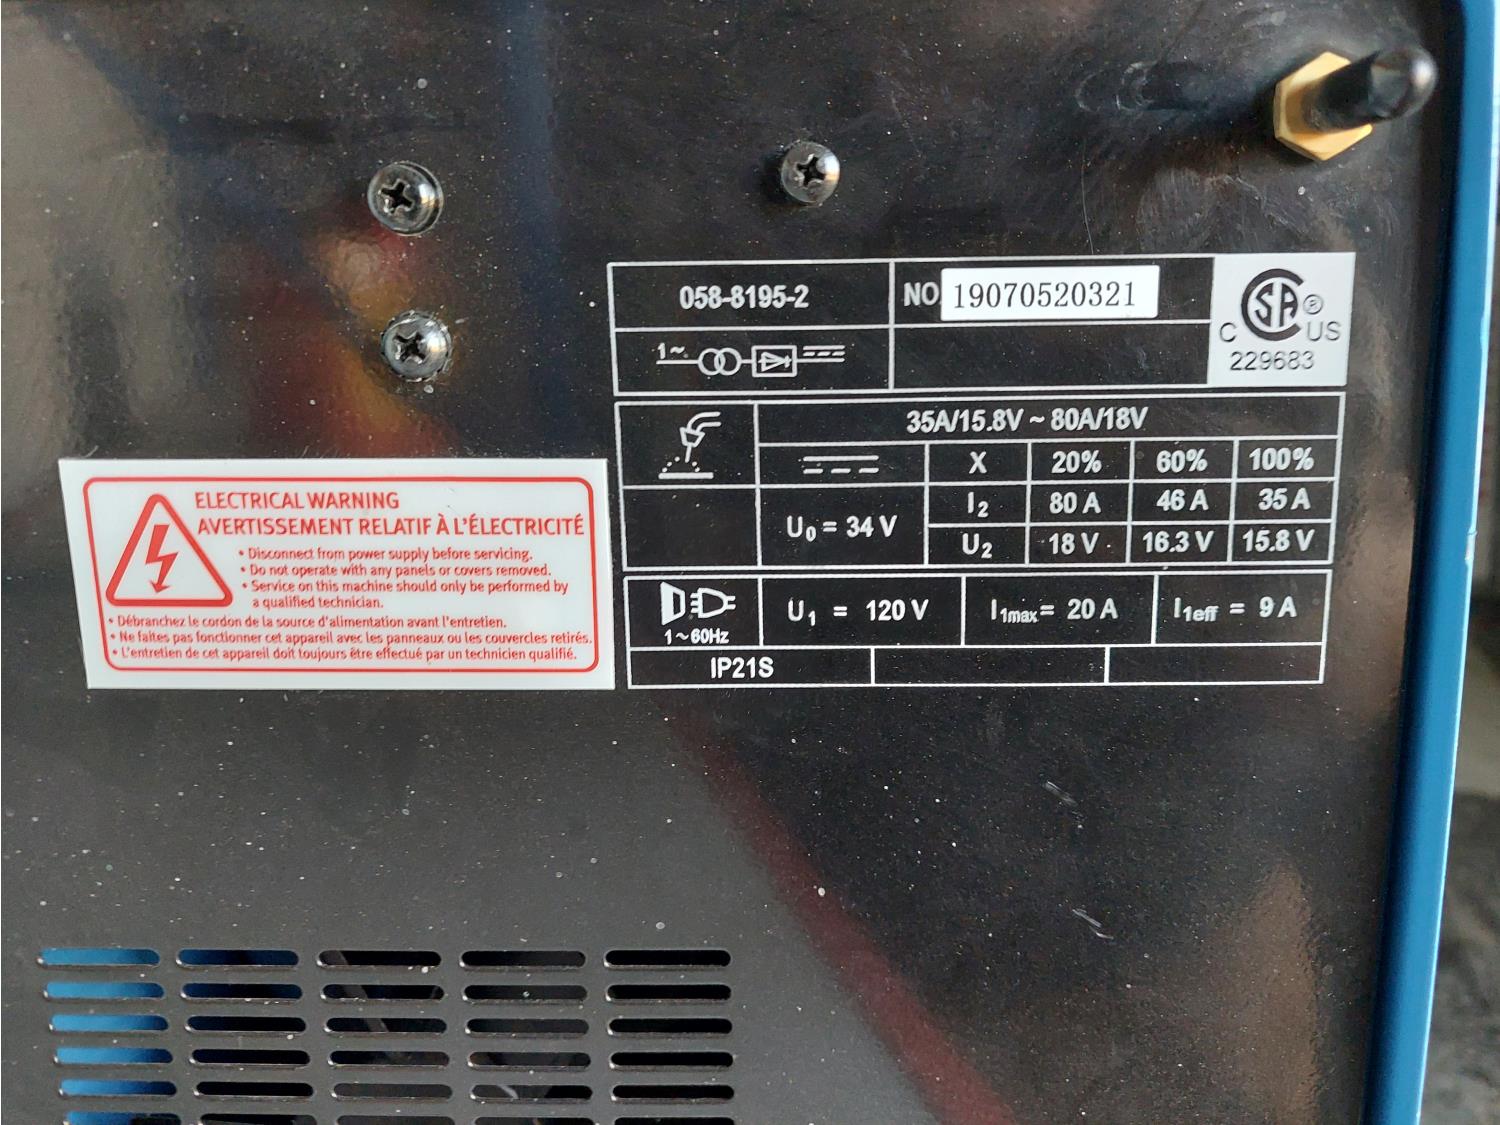 058-8195-2
NO. 19070520321
CSA ®
C US
229683
1~
35A/15.8V ~ 80A/18V
X 20% 60% 100%
U₀ = 34 V
I₂ 80 A 46 A 35 A
U₂ 18 V 16.3 V 15.8 V
1~60Hz
U₁ = 120 V
I₁max = 20 A
I₁eff = 9 A
IP21S
ELECTRICAL WARNING
AVERTISSEMENT RELATIF À L'ÉLECTRICITÉ
• Disconnect from power supply before servicing.
• Do not operate with any panels or covers removed.
• Service on this machine should only be performed by
a qualified technician.
• Débranchez le cordon de la source d'alimentation avant l'entretien.
• Ne faites pas fonctionner cet appareil avec les panneaux ou les couvercles retirés.
• L'entretien de cet appareil doit toujours être effectué par un technicien qualifié.